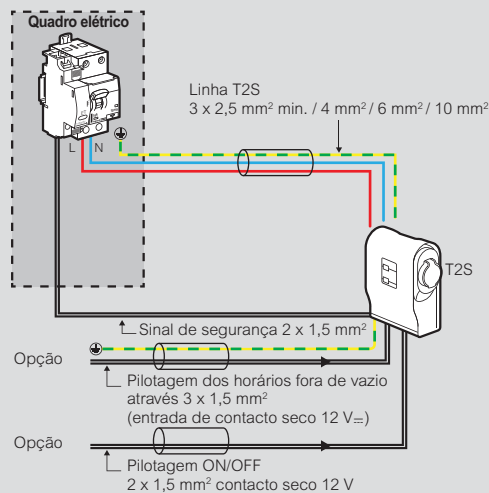 Quadro elétrico
Linha T2S
3 x 2,5 mm² min. / 4 mm² / 6 mm² / 10 mm²
L N
T2S
Sinal de segurança 2 x 1,5 mm²
Opção
Pilotagem dos horários fora de vazio
através 3 x 1,5 mm²
(entrada de contacto seco 12 V⎓)
Opção
Pilotagem ON/OFF
2 x 1,5 mm² contacto seco 12 V